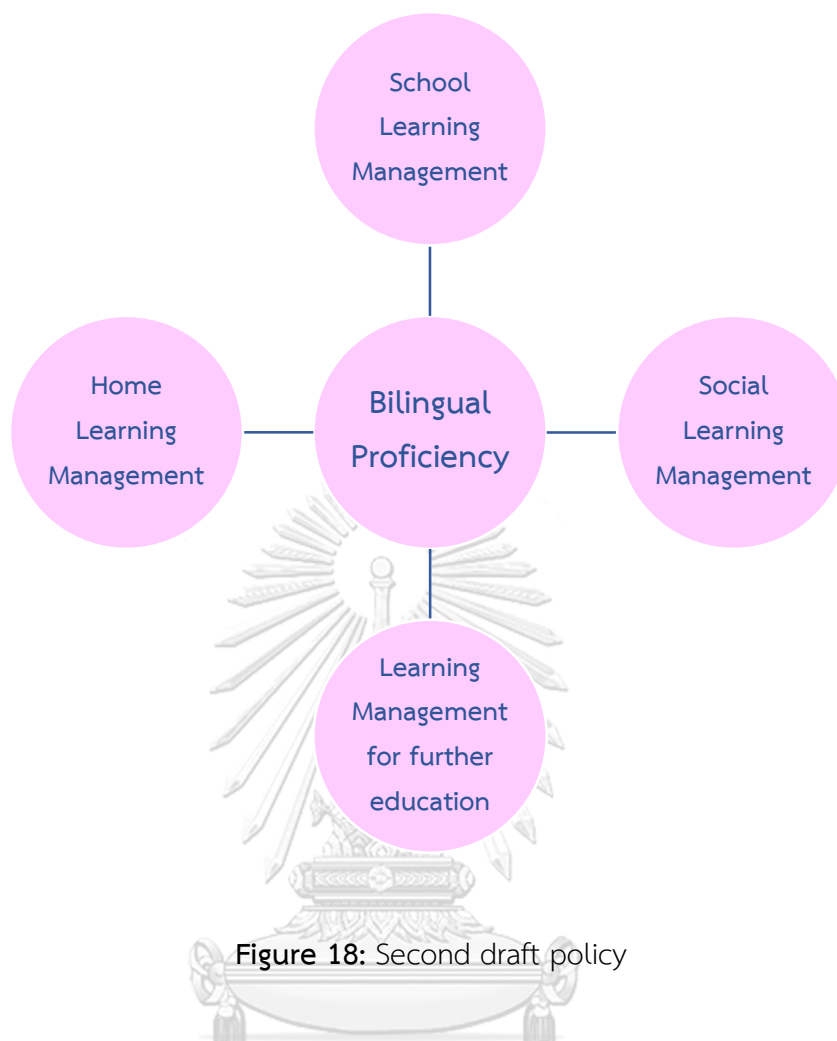 School
Learning
Management
Home
Learning
Management
Bilingual
Proficiency
Social
Learning
Management
Learning
Management
for further
education
Figure 18: Second draft policy